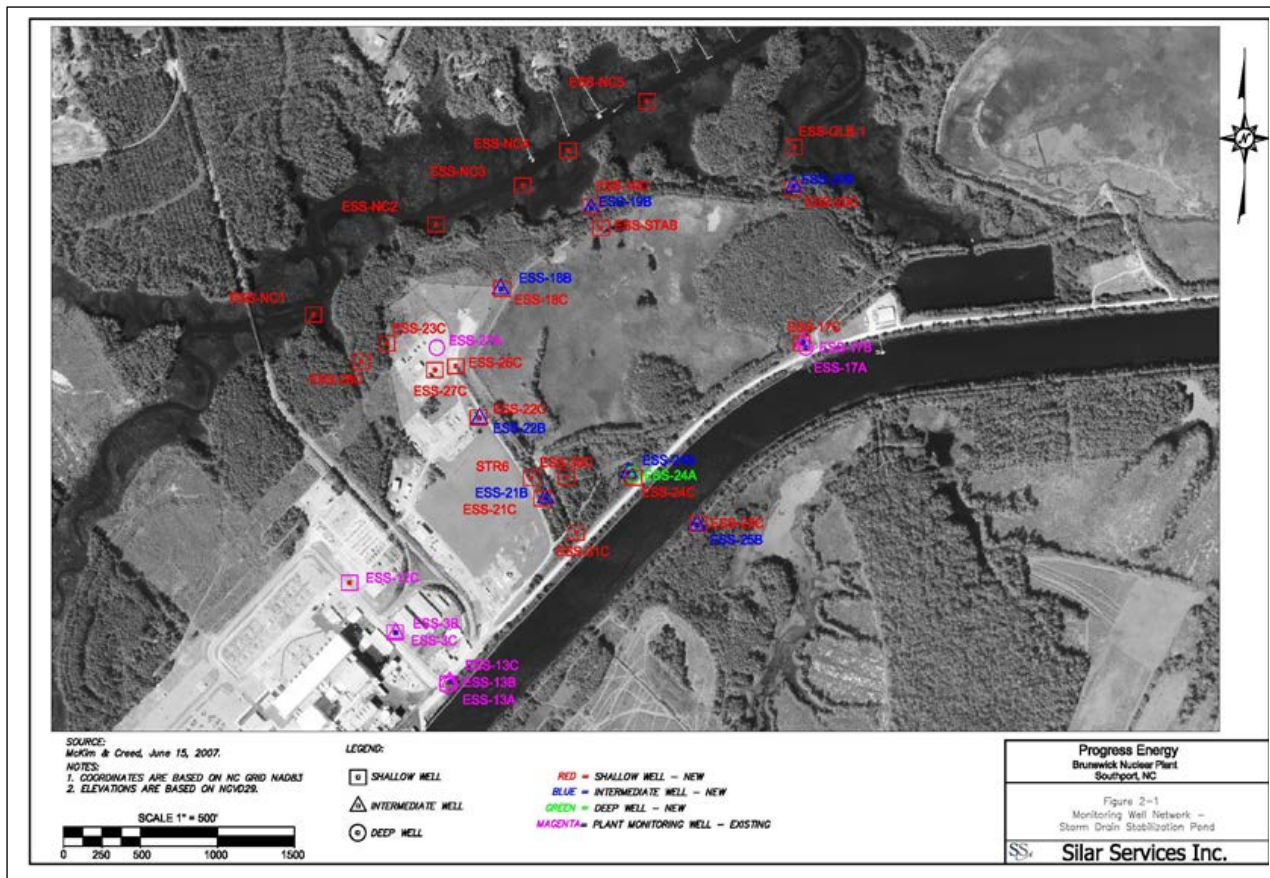 ESS-NC5
ESS-NC4
ESS-GLB-1
ESS-NC3
ESS-19B
ESS-NC2
ESS-STAB
ESS-18B
ESS-18C
ESS-NC1
ESS-23C
ESS-27A
ESS-17C
ESS-17B
ESS-17A
ESS-26C
ESS-27C
ESS-22C
ESS-22B
STR6
ESS-24B
ESS-24A
ESS-24C
ESS-21B
ESS-21C
ESS-25C
ESS-25B
ESS-31C
ESS-12C
ESS-3B
ESS-3C
ESS-13C
ESS-13B
ESS-13A
N
SOURCE:
McKim & Creed, June 15, 2007.
NOTES:
1. COORDINATES ARE BASED ON NC GRID NAD83
2. ELEVATIONS ARE BASED ON NGVD29.
SCALE 1" = 500'
0 250 500 1000 1500
LEGEND:
SHALLOW WELL
INTERMEDIATE WELL
DEEP WELL
RED = SHALLOW WELL – NEW
BLUE = INTERMEDIATE WELL – NEW
GREEN = DEEP WELL – NEW
MAGENTA= PLANT MONITORING WELL – EXISTING
Progress Energy
Brunswick Nuclear Plant
Southport, NC
Figure 2–1
Monitoring Well Network –
Storm Drain Stabilization Pond
Silar Services Inc.